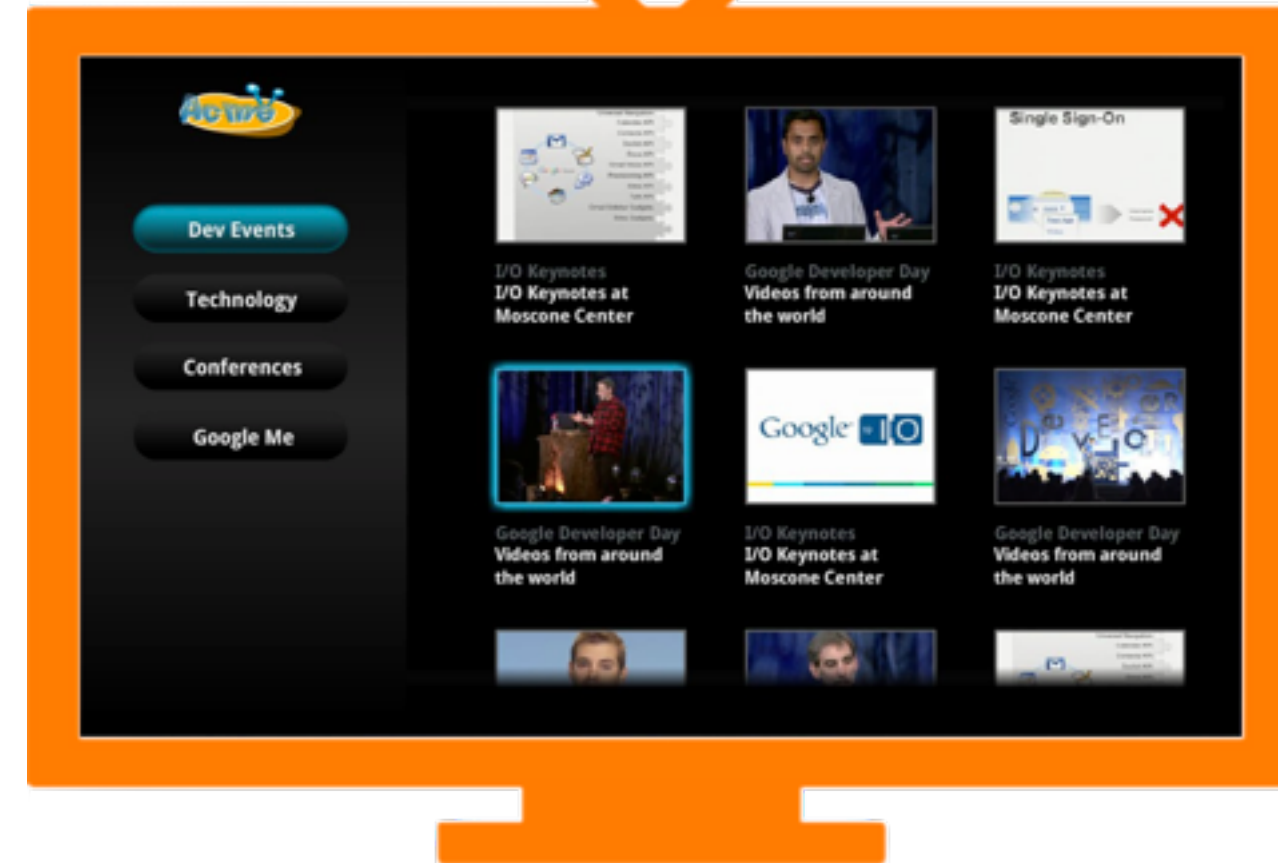 Acme
Dev Events
Technology
Conferences
Google Me
Single Sign-On
I/O Keynotes
I/O Keynotes at
Moscone Center
Google Developer Day
Videos from around
the world
I/O Keynotes
I/O Keynotes at
Moscone Center
Google IO
Google Developer Day
Videos from around
the world
I/O Keynotes
I/O Keynotes at
Moscone Center
Google Developer Day
Videos from around
the world